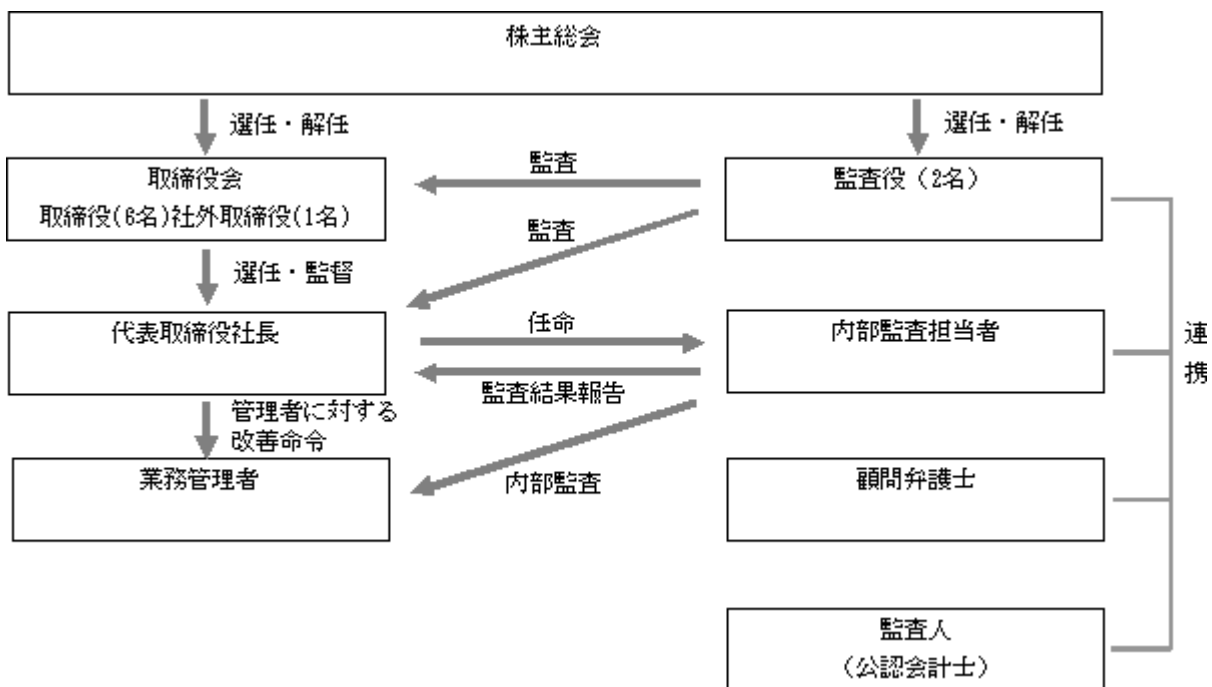 株主総会
選任・解任
選任・解任
取締役会
取締役(6名)社外取締役(1名)
監査
監査役（2名）
監査
選任・監督
代表取締役社長
任命
内部監査担当者
連
携
監査結果報告
管理者に対する
改善命令
業務管理者
内部監査
顧問弁護士
監査人
（公認会計士）